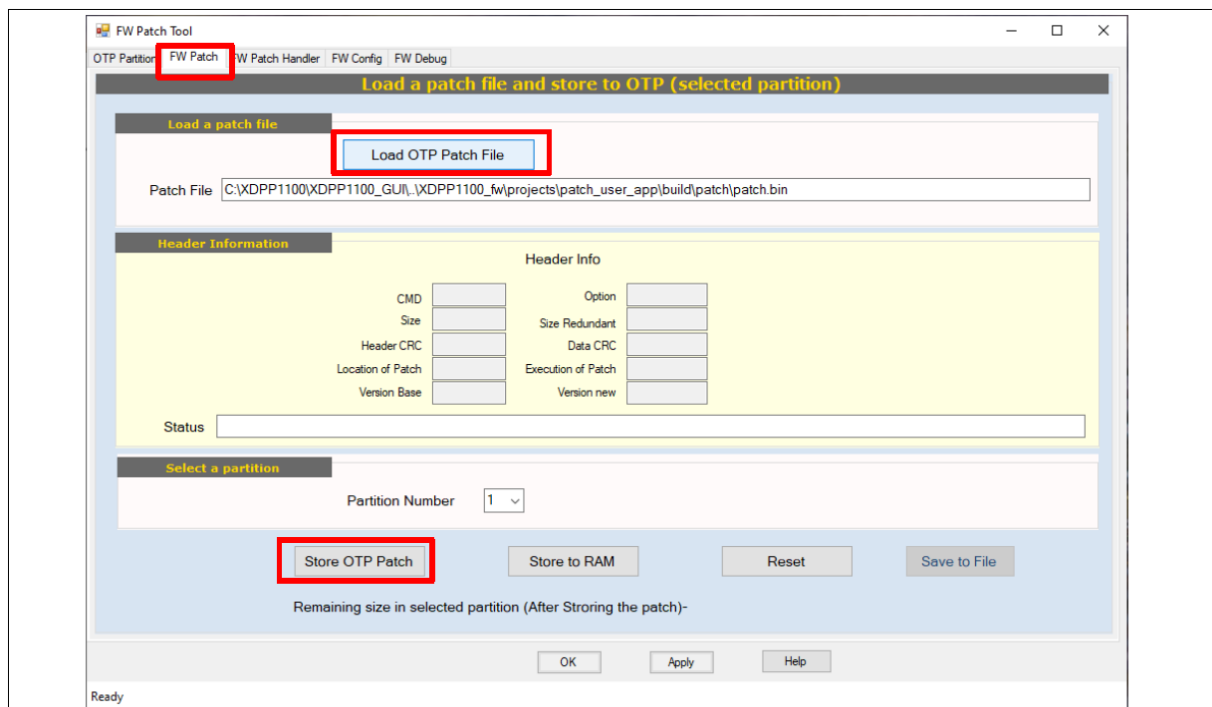 FW Patch Tool
OTP Partition FW Patch FW Patch Handler FW Config FW Debug
Load a patch file and store to OTP (selected partition)
Load a patch file
Load OTP Patch File
Patch File C:\XDPP1100\XDPP1100_GUI\..\XDPP1100_fw\projects\patch_user_app\build\patch\patch.bin
Header Information
Header Info
CMD Option
Size Size Redundant
Header CRC Data CRC
Location of Patch Execution of Patch
Version Base Version new
Status
Select a partition
Partition Number 1
Store OTP Patch Store to RAM Reset Save to File
Remaining size in selected partition (After Stroring the patch)-
OK Apply Help
Ready